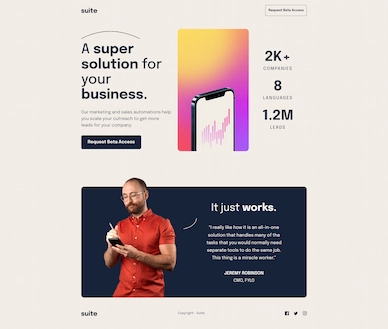 suite
Request Beta Access
A super
solution for
your
business.
Our marketing and sales automations help
you scale your outreach to get more
leads for your company.
Request Beta Access
2K+
COMPANIES
8
LANGUAGES
1.2M
LEADS
It just works.
"I really like how it is an all-in-one
solution that handles many of the
tasks that you would normally need
separate tools to do the same job.
This thing is a miracle worker."
JEREMY ROBINSON
CMO, FYLO
suite
Copyright - Suite